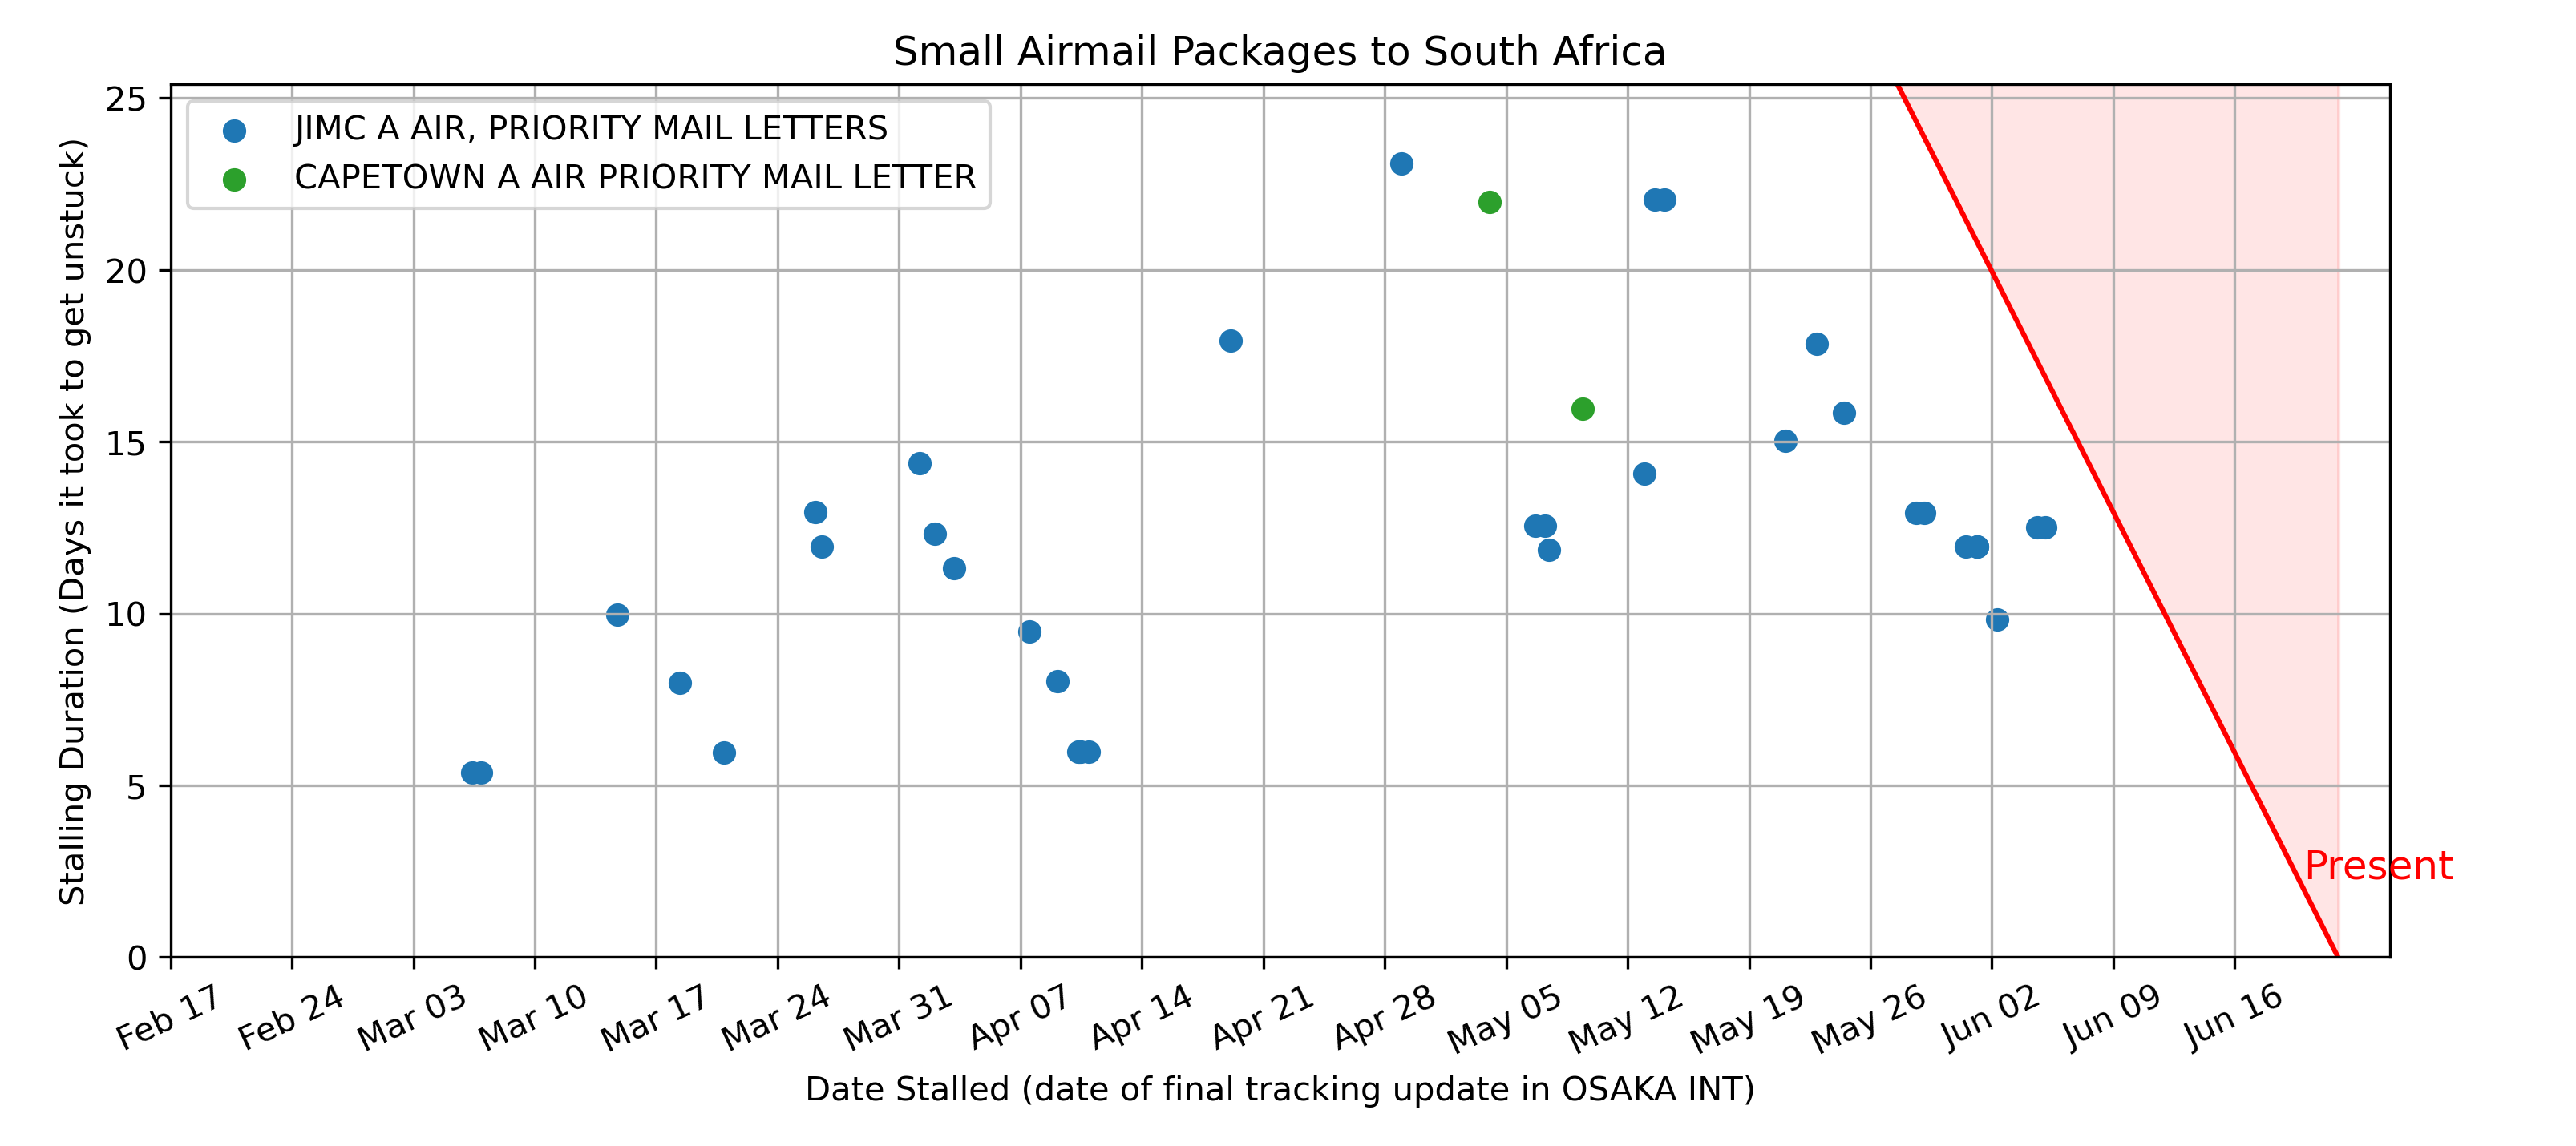 Small Airmail Packages to South Africa
JIMC A AIR, PRIORITY MAIL LETTERS
CAPETOWN A AIR PRIORITY MAIL LETTER
Stalling Duration (Days it took to get unstuck)
25
20
15
10
5
0
Present
Feb 17
Feb 24
Mar 03
Mar 10
Mar 17
Mar 24
Mar 31
Apr 07
Apr 14
Apr 21
Apr 28
May 05
May 12
May 19
May 26
Jun 02
Jun 09
Jun 16
Date Stalled (date of final tracking update in OSAKA INT)